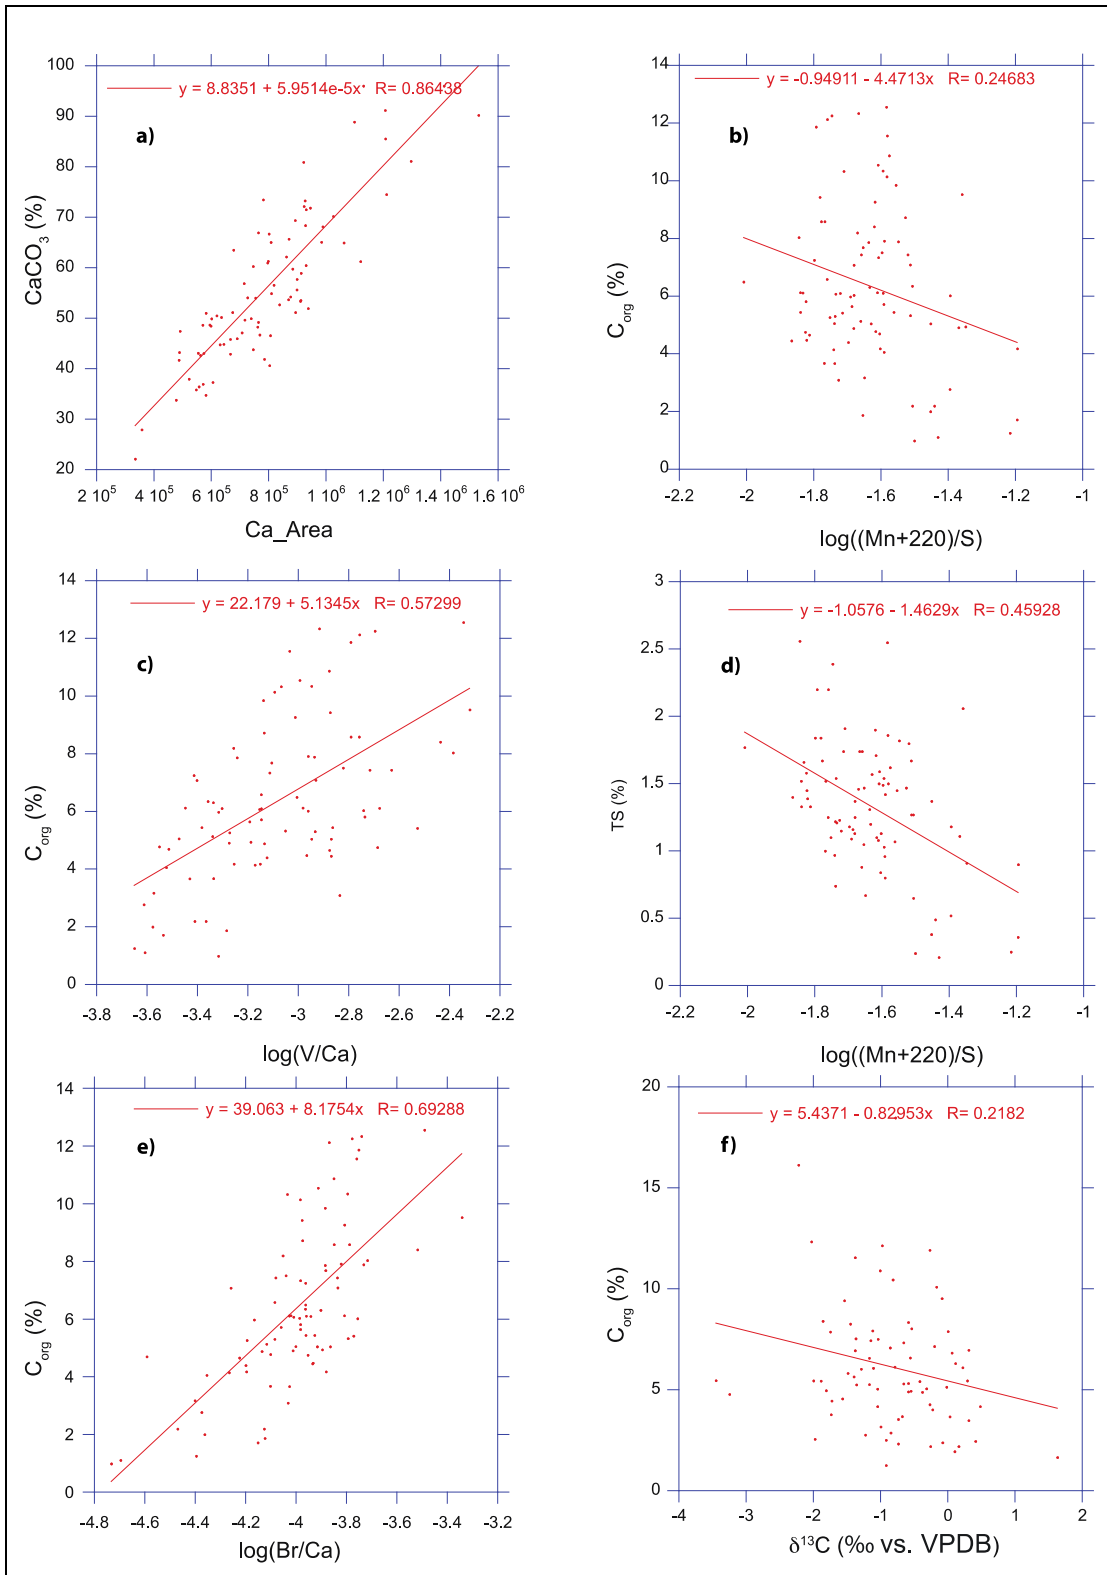 100
90
80
70
60
50
40
30
20
CaCO3 (%)
y = 8.8351 + 5.9514e-5x R= 0.86438
a)
2 10^5 4 10^5 6 10^5 8 10^5 1 10^6 1.2 10^6 1.4 10^6 1.6 10^6
Ca_Area
14
12
10
8
6
4
2
0
Corg (%)
y = -0.94911 - 4.4713x R= 0.24683
b)
-2.2 -2 -1.8 -1.6 -1.4 -1.2 -1
log((Mn+220)/S)
14
12
10
8
6
4
2
0
Corg (%)
y = 22.179 + 5.1345x R= 0.57299
c)
-3.8 -3.6 -3.4 -3.2 -3 -2.8 -2.6 -2.4 -2.2
log(V/Ca)
3
2.5
2
1.5
1
0.5
0
TS (%)
y = -1.0576 - 1.4629x R= 0.45928
d)
-2.2 -2 -1.8 -1.6 -1.4 -1.2 -1
log((Mn+220)/S)
14
12
10
8
6
4
2
0
Corg (%)
y = 39.063 + 8.1754x R= 0.69288
e)
-4.8 -4.6 -4.4 -4.2 -4 -3.8 -3.6 -3.4 -3.2
log(Br/Ca)
20
15
10
5
0
Corg (%)
y = 5.4371 - 0.82953x R= 0.2182
f)
-4 -3 -2 -1 0 1 2
δ13C (‰ vs. VPDB)